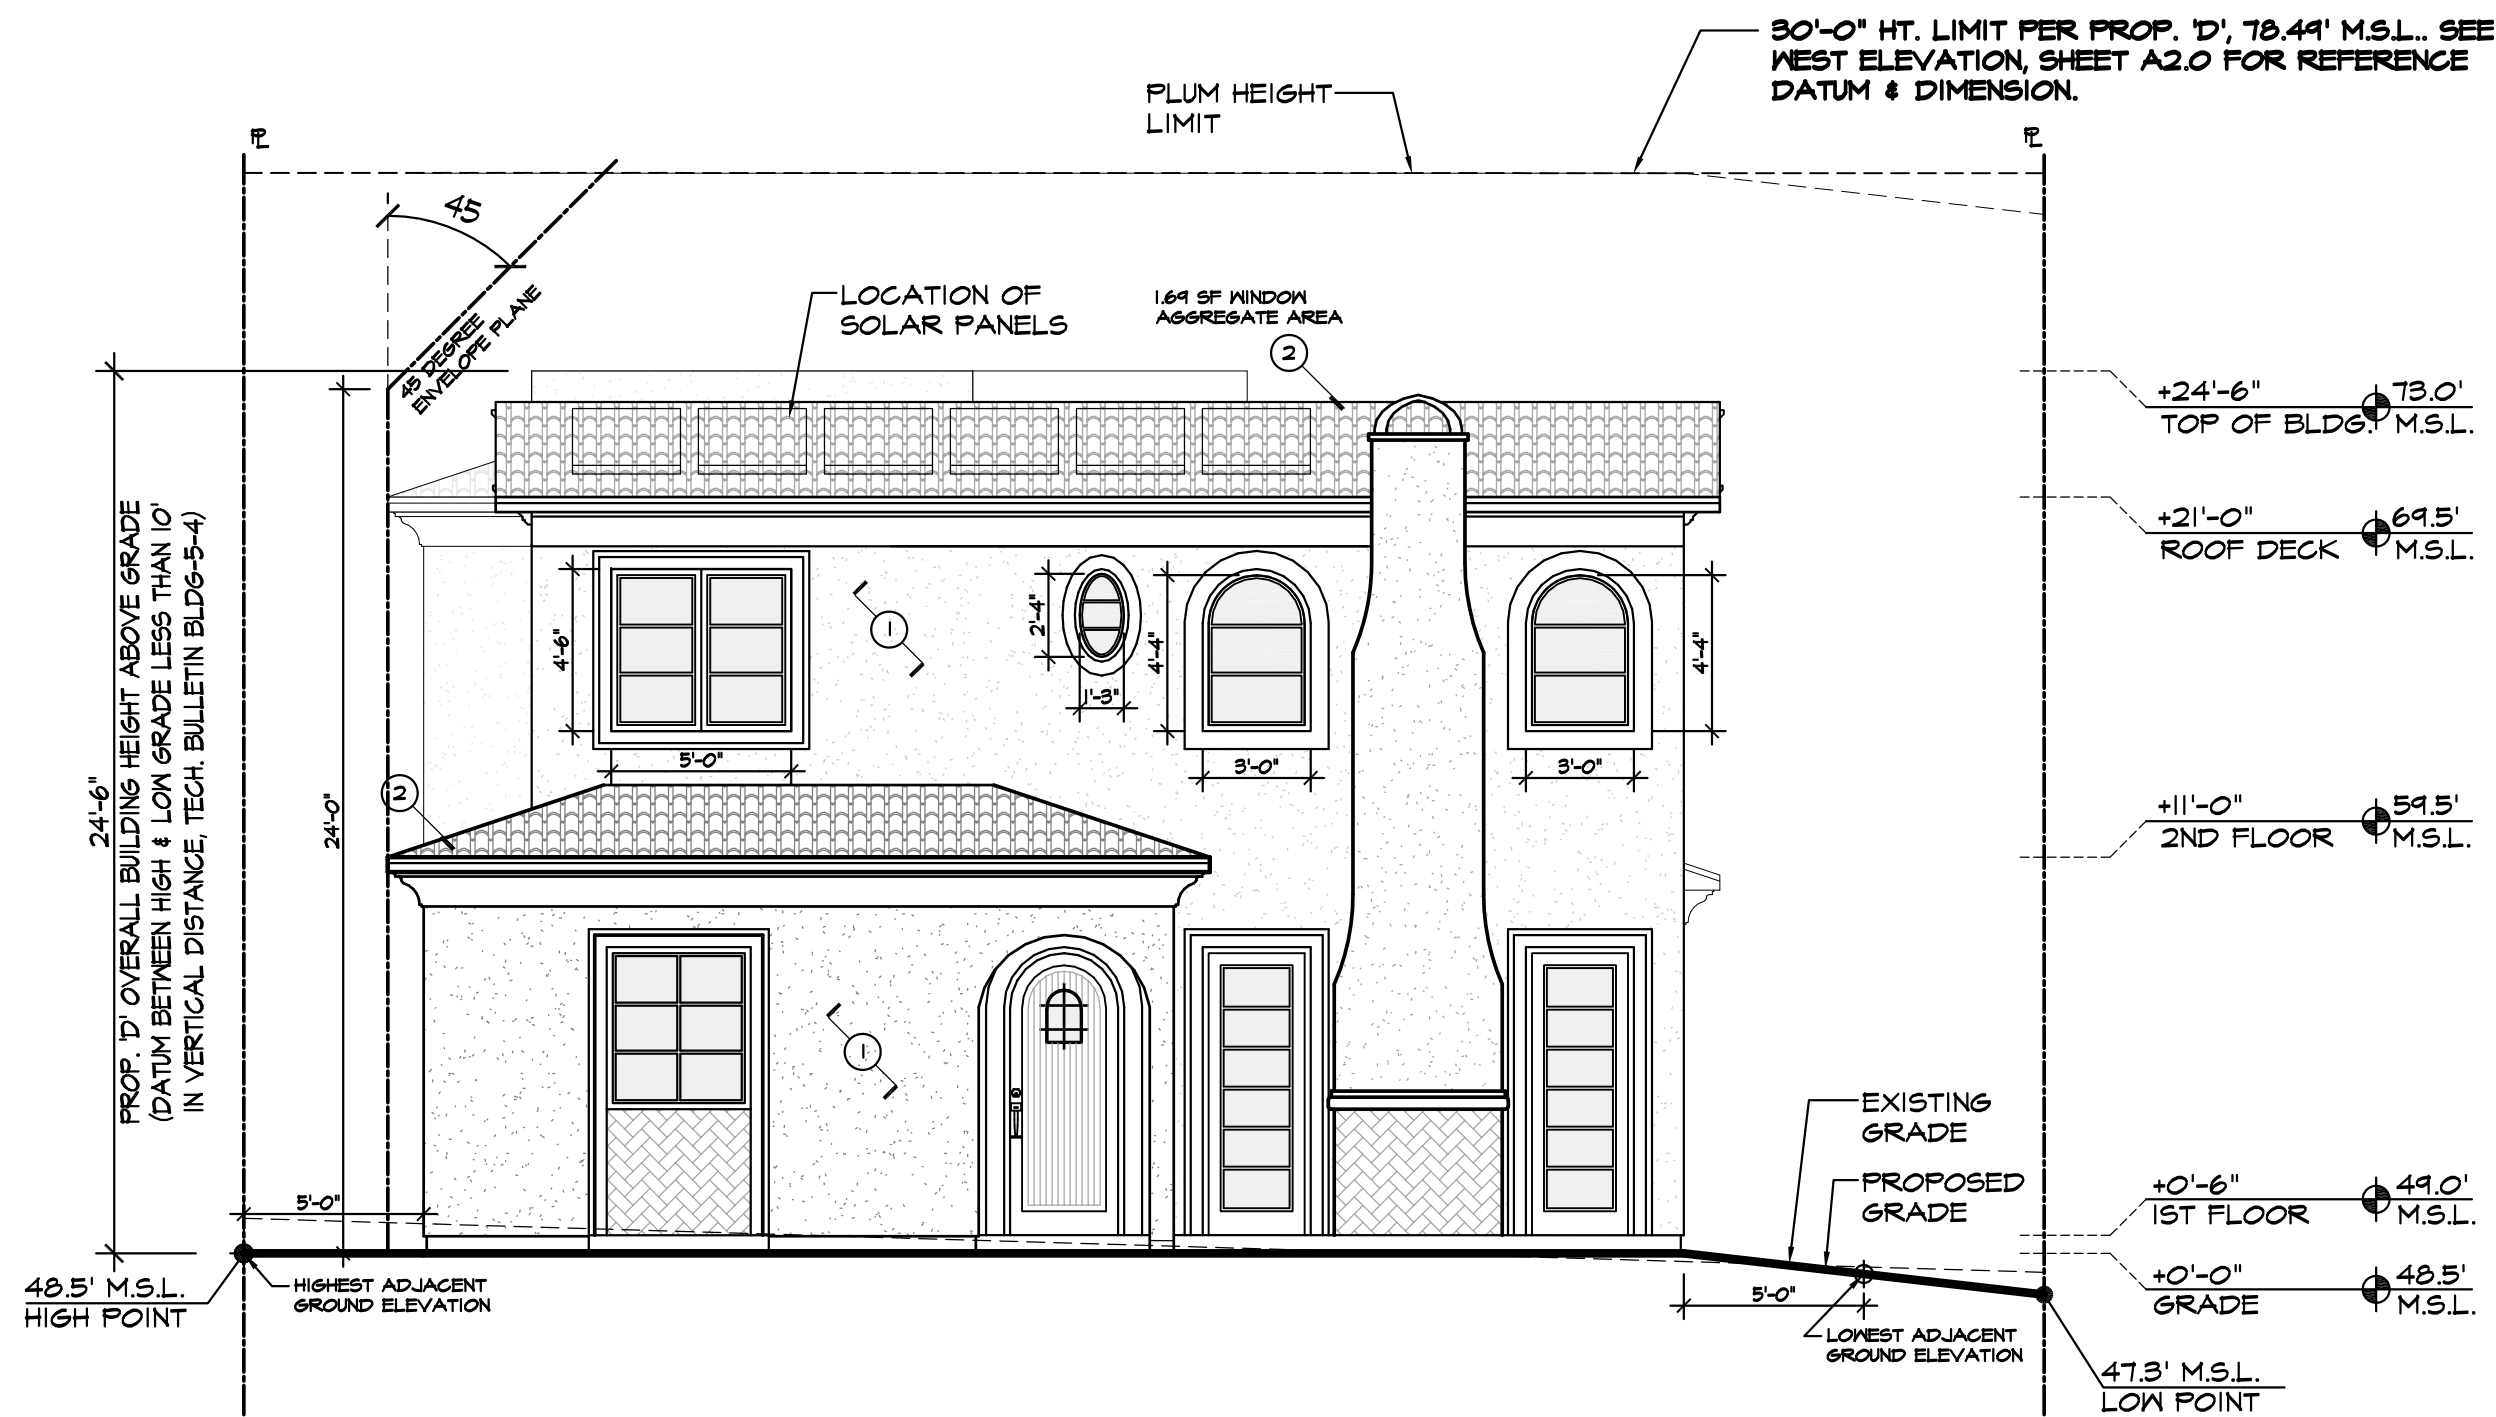 30'-0" HT. LIMIT PER PROP. 'D', 78.49' M.S.L.. SEE
WEST ELEVATION, SHEET A2.0 FOR REFERENCE
DATUM & DIMENSION.
PLUM HEIGHT
LIMIT
PL
PL
45
45 DEGREE
ENVELOPE PLANE
LOCATION OF
SOLAR PANELS
1.69 SF WINDOW
AGGREGATE AREA
2
+24'-6"
TOP OF BLDG.
73.0'
M.S.L.
+21'-0"
ROOF DECK
69.5'
M.S.L.
24'-6"
PROP. 'D' OVERALL BUILDING HEIGHT ABOVE GRADE
(DATUM BETWEEN HIGH & LOW GRADE LESS THAN 10'
IN VERTICAL DISTANCE, TECH. BULLETIN BLDG-5-4)
24'-0"
4'-6"
5'-0"
1
2'-4"
1'-3"
4'-4"
3'-0"
3'-0"
4'-4"
2
+11'-0"
2ND FLOOR
59.5'
M.S.L.
1
EXISTING
GRADE
PROPOSED
GRADE
5'-0"
+0'-6"
1ST FLOOR
49.0'
M.S.L.
+0'-0"
GRADE
48.5'
M.S.L.
48.5' M.S.L.
HIGH POINT
HIGHEST ADJACENT
GROUND ELEVATION
5'-0"
LOWEST ADJACENT
GROUND ELEVATION
47.3' M.S.L.
LOW POINT